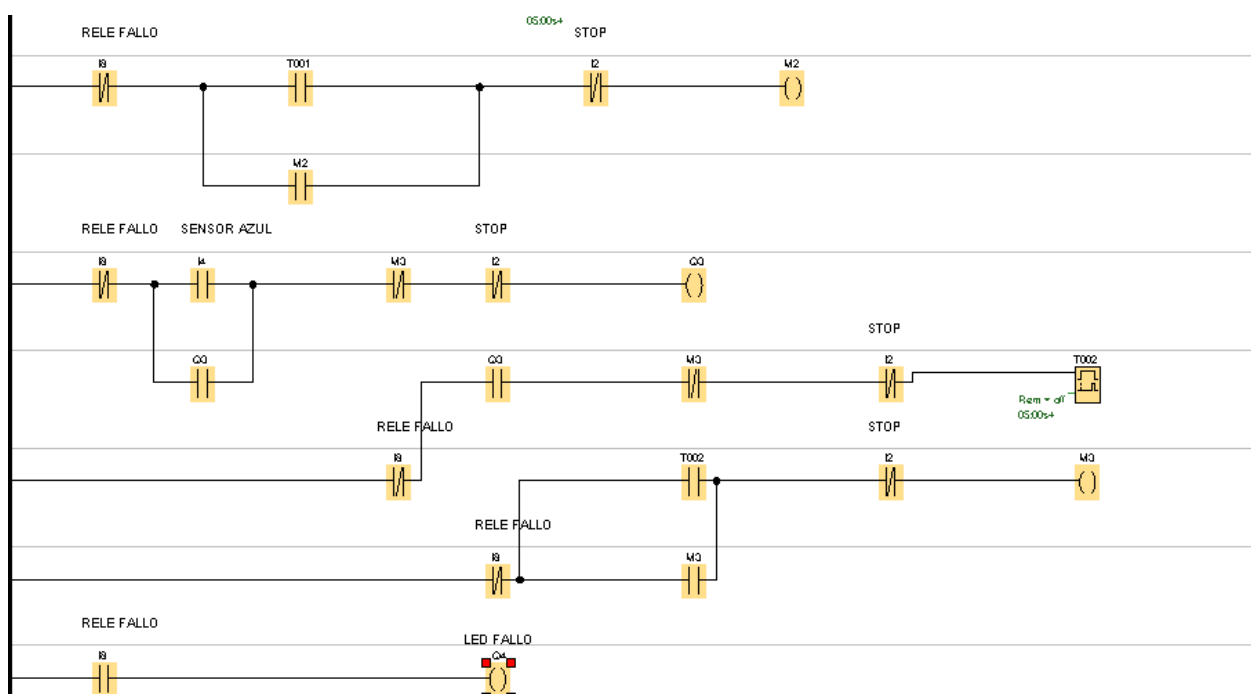 05:00s+
RELE FALLO STOP
I8 T001 I2 M2
M2
RELE FALLO SENSOR AZUL STOP
I8 I4 M3 I2 Q3
STOP
Q3 Q3 M3 I2 T002
Rem = off
05:00s+
RELE FALLO STOP
I8 T002 I2 M3
RELE FALLO
I8 M3
RELE FALLO
LED FALLO
I8 Q4